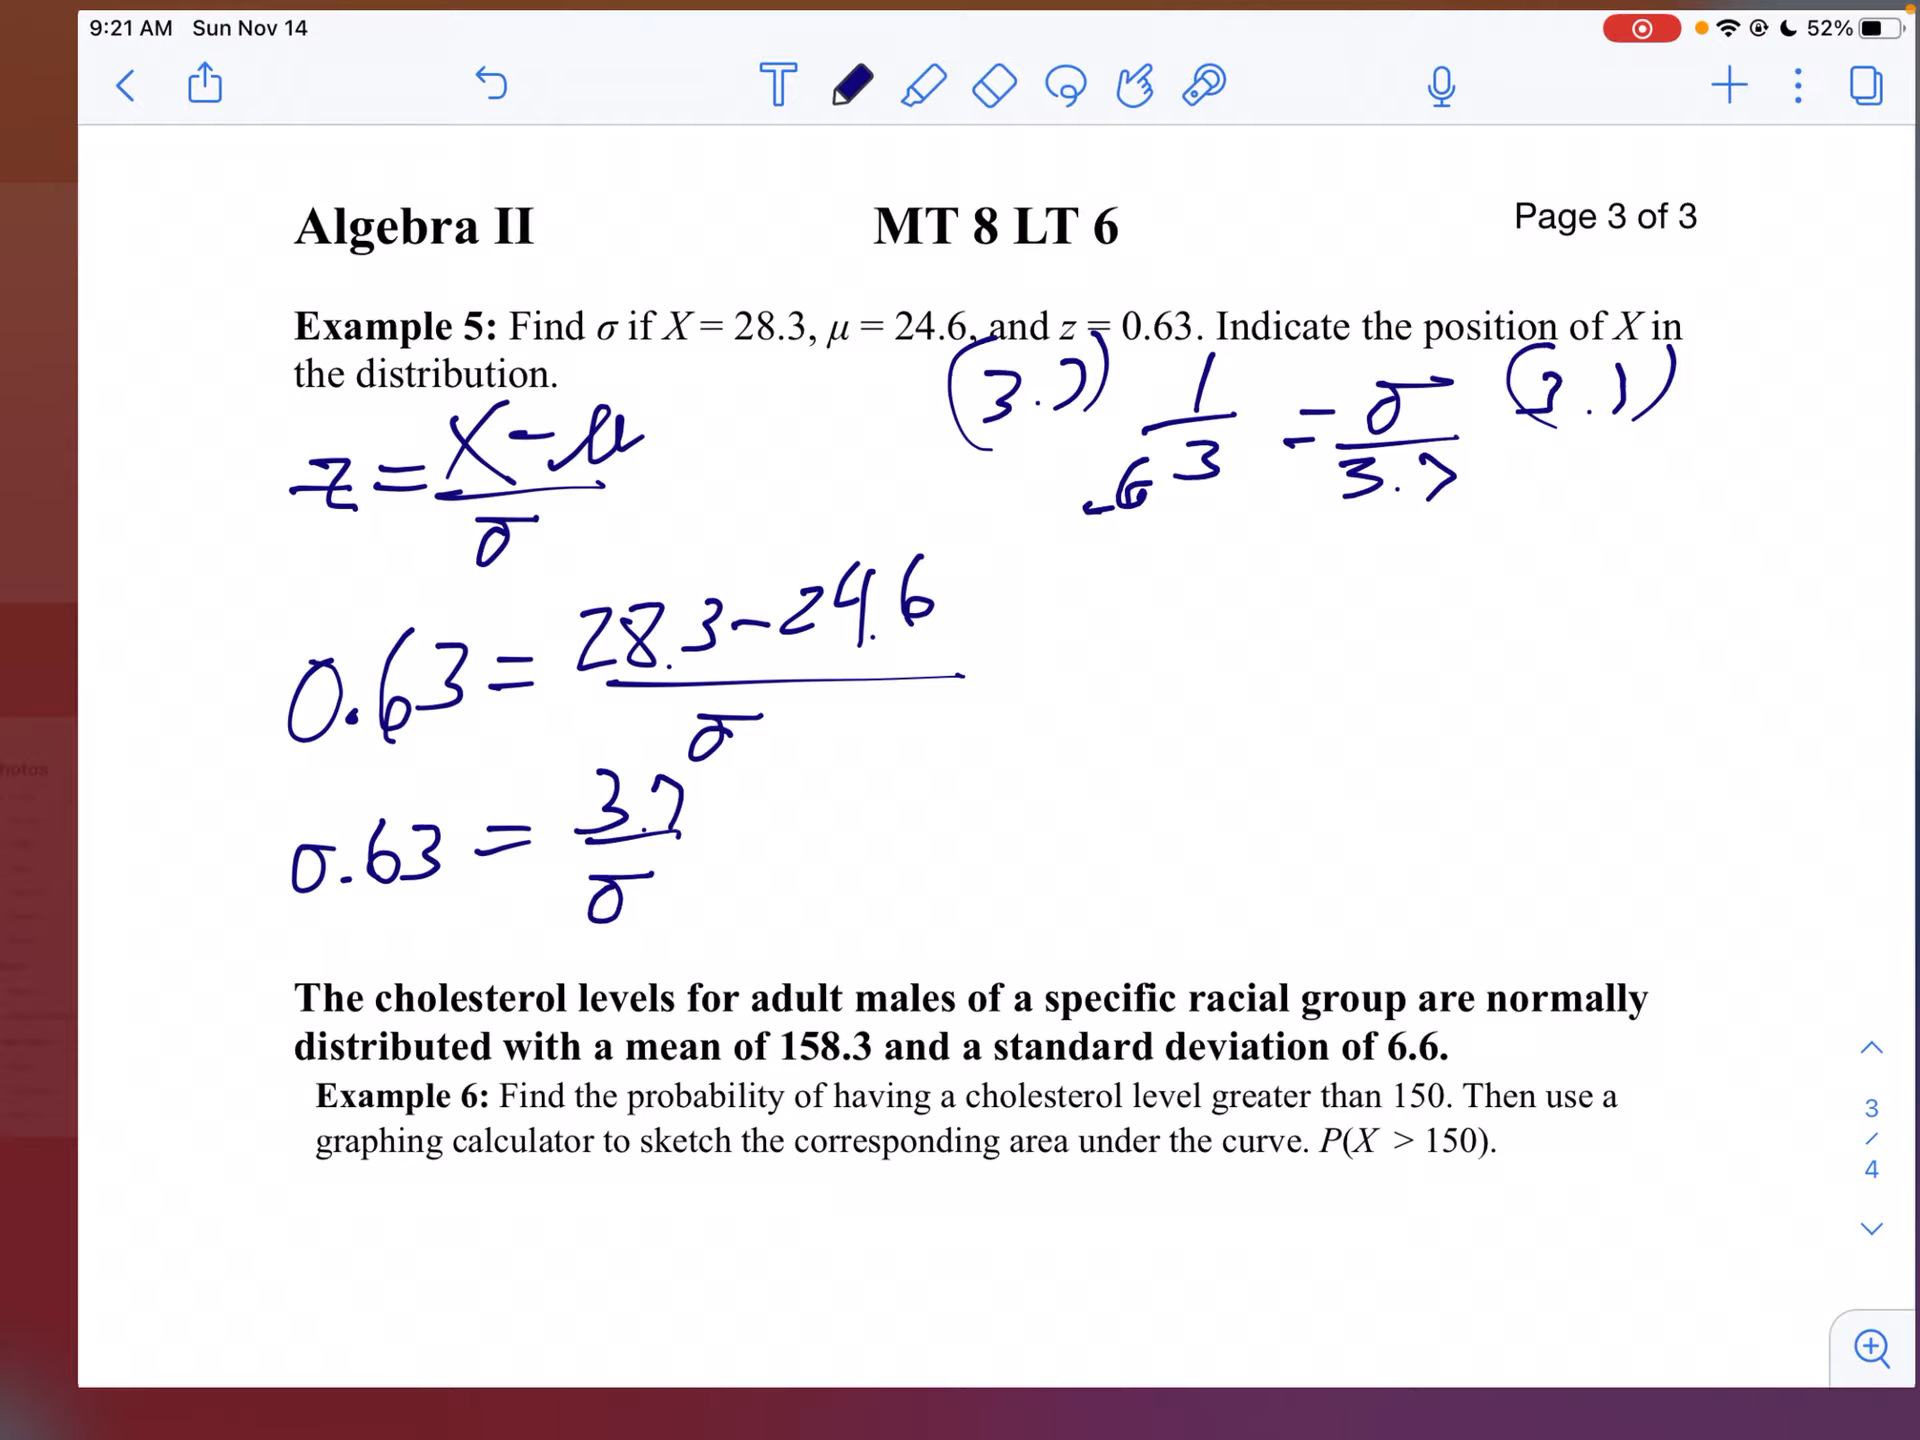 9:21 AM Sun Nov 14
52%
T
Algebra II MT 8 LT 6 Page 3 of 3
Example 5: Find σ if X = 28.3, μ = 24.6, and z = 0.63. Indicate the position of X in
the distribution.
(3.7) 1/.63 = σ/3.7 (3.7)
z = X - μ / σ
0.63 = 28.3 - 24.6 / σ
0.63 = 3.7 / σ
The cholesterol levels for adult males of a specific racial group are normally
distributed with a mean of 158.3 and a standard deviation of 6.6.
Example 6: Find the probability of having a cholesterol level greater than 150. Then use a
graphing calculator to sketch the corresponding area under the curve. P(X > 150).
3
/
4
hotos